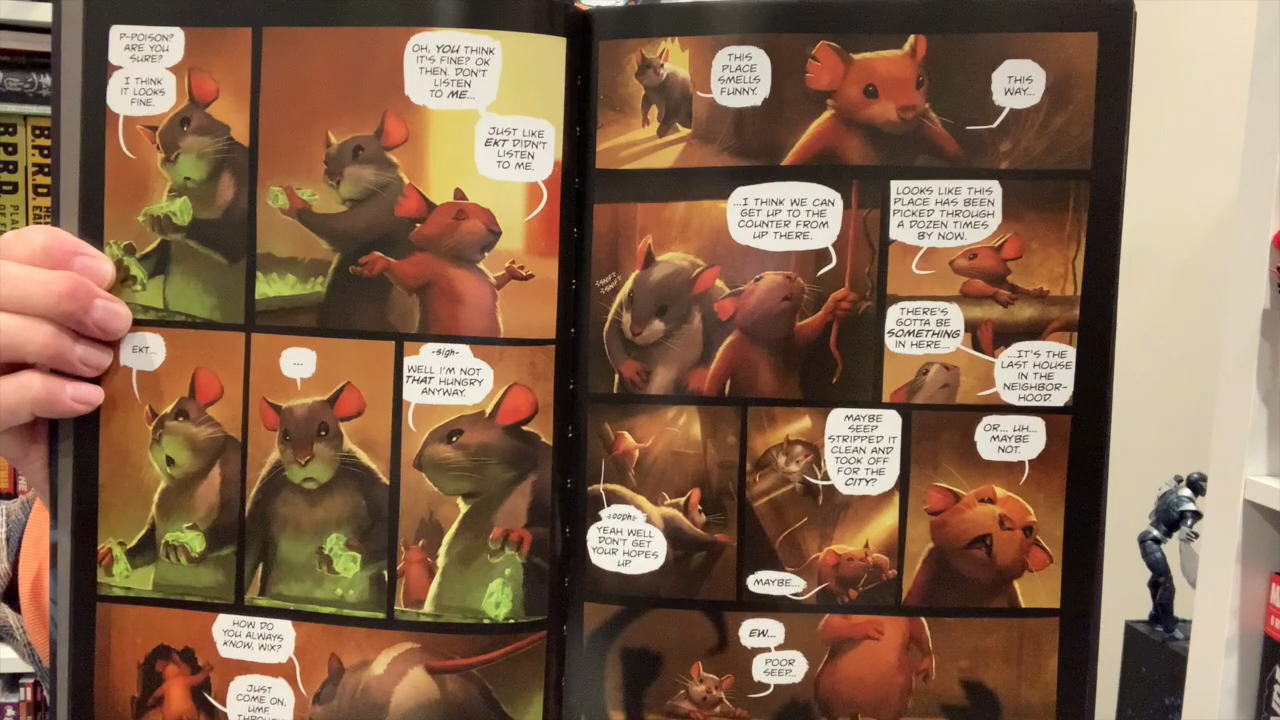 P-POISON?
ARE YOU
SURE?
I THINK
IT LOOKS
FINE.
OH, YOU THINK
IT'S FINE? OK
THEN. DON'T
LISTEN
TO ME...
JUST LIKE
EKT DIDN'T
LISTEN
TO ME.
EKT...
...
-sigh-
WELL I'M NOT
THAT HUNGRY
ANYWAY.
HOW DO
YOU ALWAYS
KNOW, WIX?
JUST
COME ON,
UMF.
THIS
PLACE
SMELLS
FUNNY.
THIS
WAY...
SNIFF
SNIFF
...I THINK WE CAN
GET UP TO THE
COUNTER FROM
UP THERE.
LOOKS LIKE THIS
PLACE HAS BEEN
PICKED THROUGH
A DOZEN TIMES
BY NOW.
THERE'S
GOTTA BE
SOMETHING
IN HERE...
...IT'S THE
LAST HOUSE
IN THE
NEIGHBOR-
HOOD.
-ooph-
YEAH WELL
DON'T GET
YOUR HOPES
UP
MAYBE
SEEP
STRIPPED IT
CLEAN AND
TOOK OFF
FOR THE
CITY?
MAYBE...
OR... UH...
MAYBE
NOT.
EW...
POOR
SEEP...
B.P.R.D.
B.P.R.D.